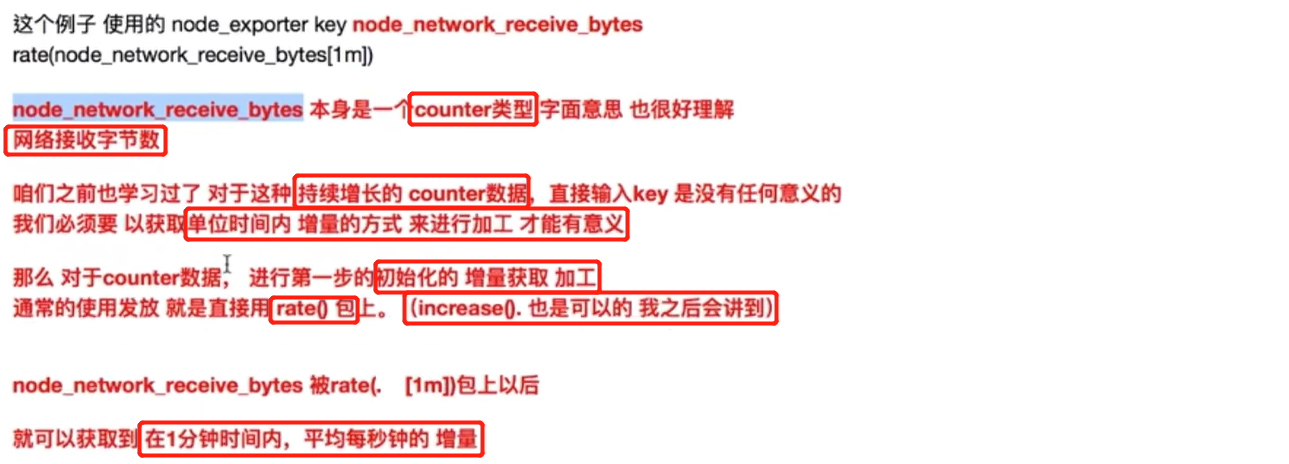 这个例子 使用的 node_exporter key node_network_receive_bytes
rate(node_network_receive_bytes[1m])
node_network_receive_bytes 本身是一个counter类型 字面意思 也很好理解
网络接收字节数
咱们之前也学习过了 对于这种 持续增长的 counter数据，直接输入key 是没有任何意义的
我们必须要 以获取单位时间内 增量的方式 来进行加工 才能有意义
那么 对于counter数据， 进行第一步的初始化的 增量获取 加工
通常的使用发放 就是直接用 rate() 包上。（increase(). 也是可以的 我之后会讲到）
node_network_receive_bytes 被rate(. [1m])包上以后
就可以获取到 在1分钟时间内，平均每秒钟的 增量